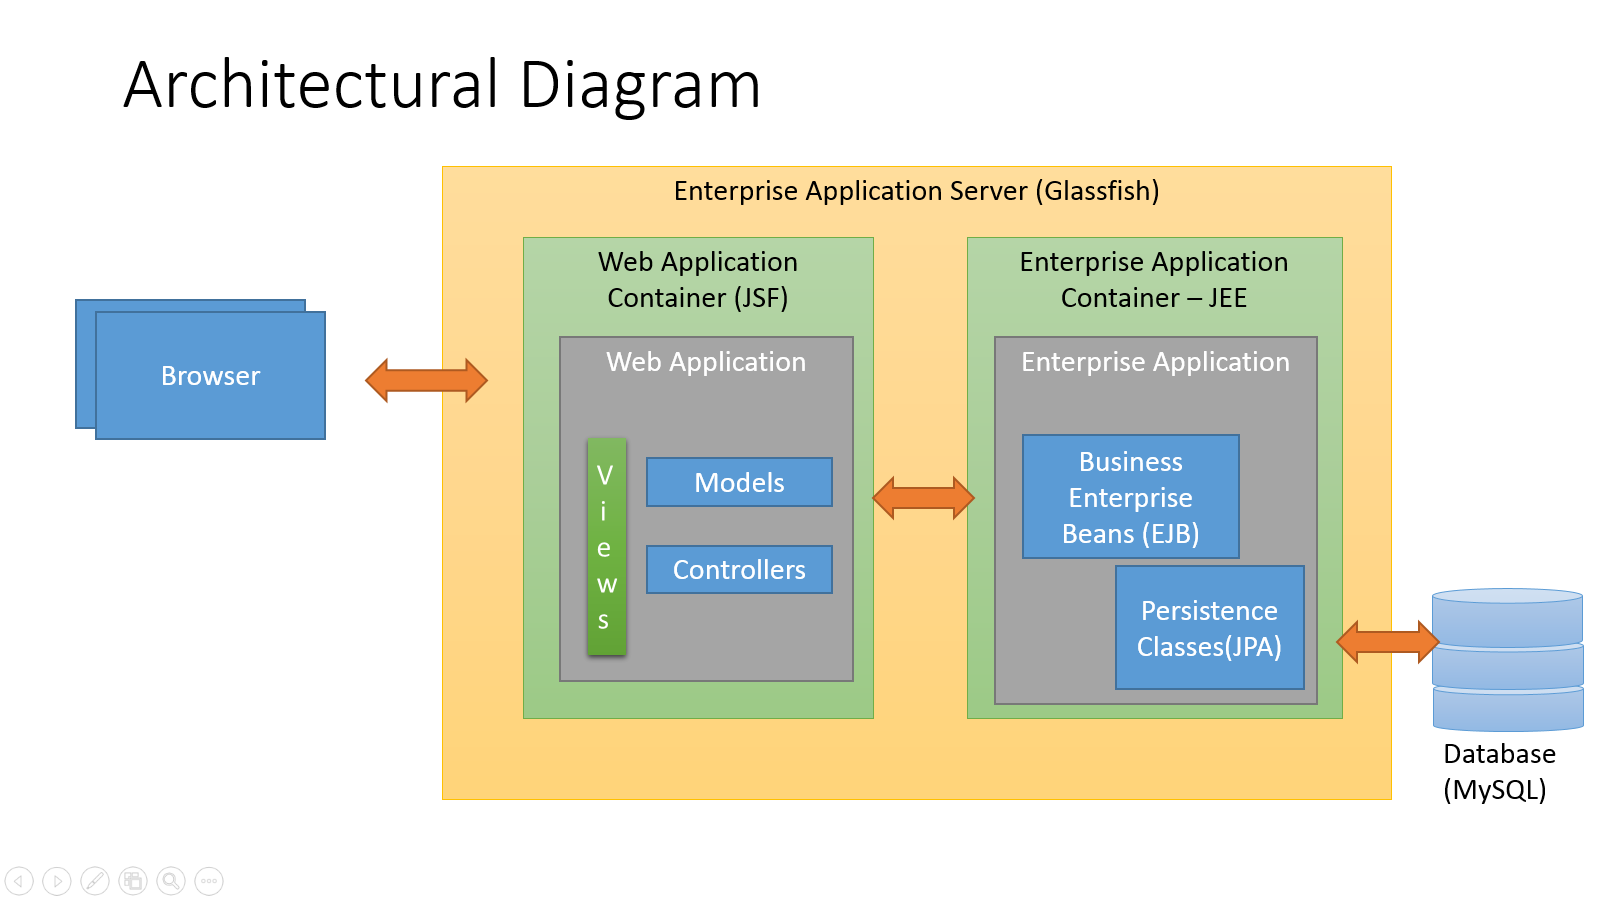 Architectural Diagram
Enterprise Application Server (Glassfish)
Web Application
Container (JSF)
Enterprise Application
Container – JEE
Browser
Web Application
Views
Models
Controllers
Enterprise Application
Business
Enterprise
Beans (EJB)
Persistence
Classes(JPA)
Database
(MySQL)